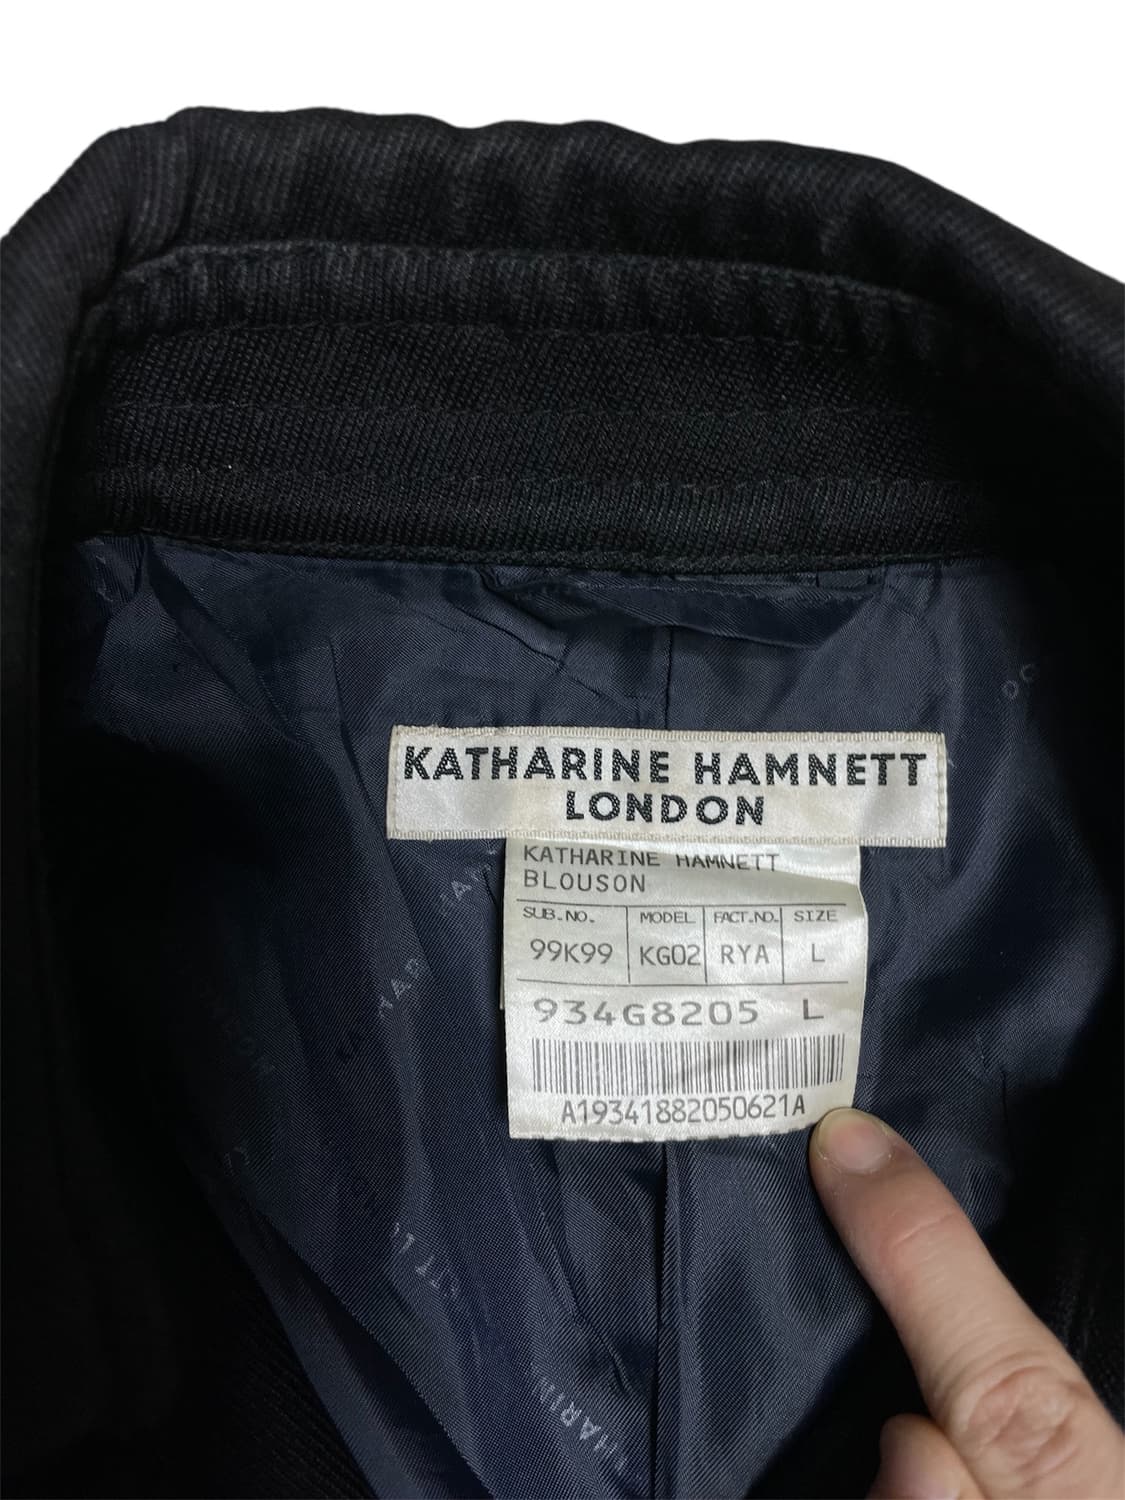 KATHARINE HAMNETT
LONDON
KATHARINE HAMNETT
BLOUSON
SUB.NO. MODEL FACT.NO. SIZE
99K99 KG02 RYA L
934G8205 L
A19341882050621A